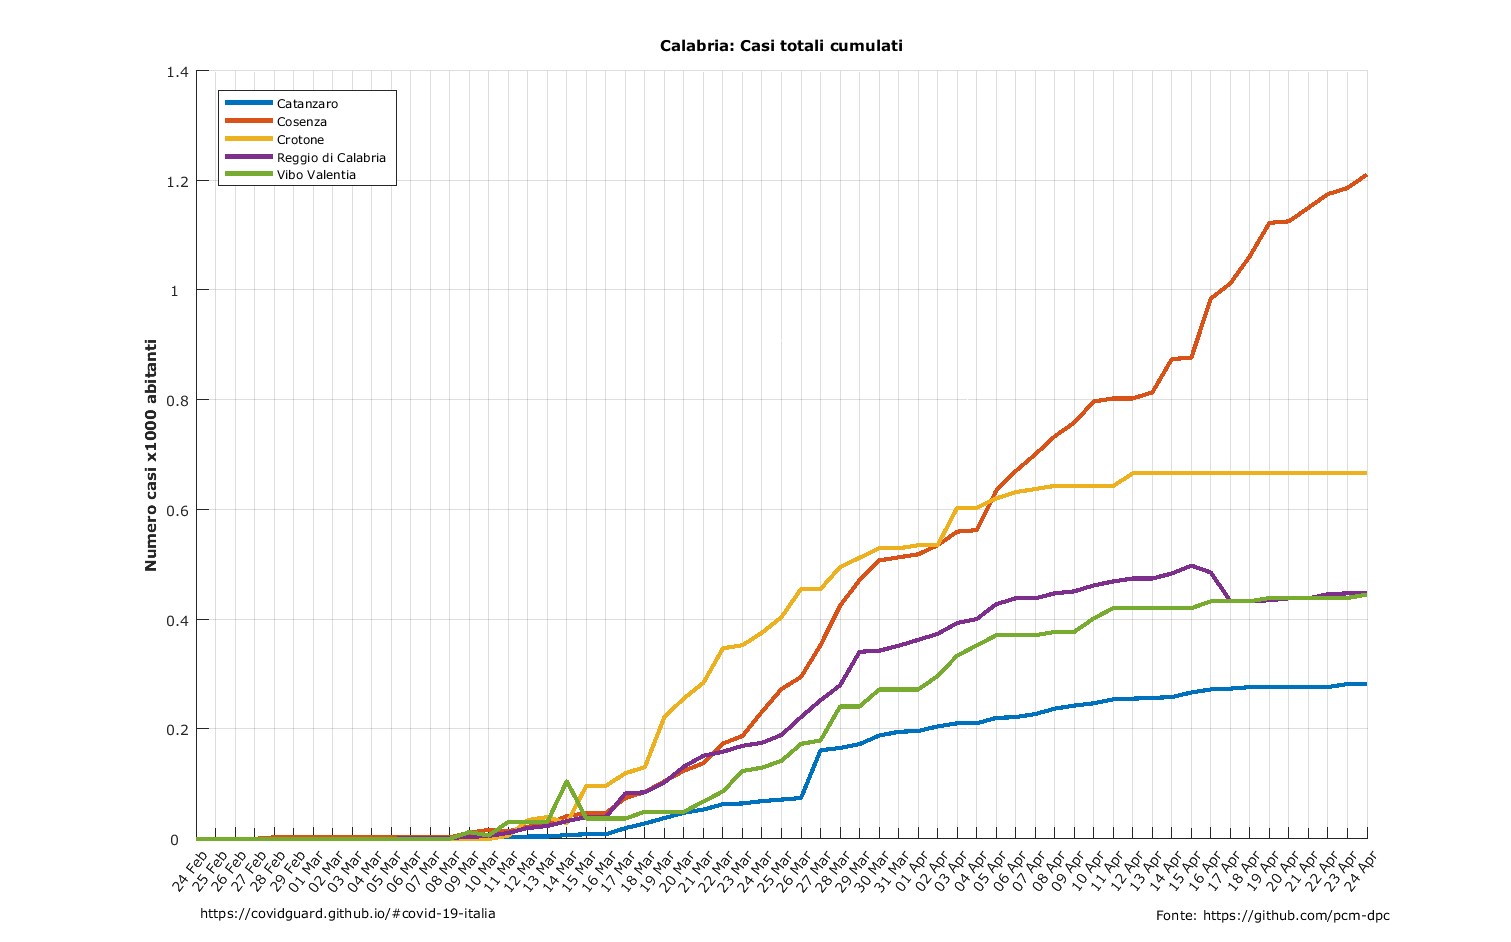 Calabria: Casi totali cumulati
1.4
1.2
1
0.8
0.6
0.4
0.2
0
Numero casi x1000 abitanti
Catanzaro
Cosenza
Crotone
Reggio di Calabria
Vibo Valentia
24 Feb
25 Feb
26 Feb
27 Feb
28 Feb
29 Feb
01 Mar
02 Mar
03 Mar
04 Mar
05 Mar
06 Mar
07 Mar
08 Mar
09 Mar
10 Mar
11 Mar
12 Mar
13 Mar
14 Mar
15 Mar
16 Mar
17 Mar
18 Mar
19 Mar
20 Mar
21 Mar
22 Mar
23 Mar
24 Mar
25 Mar
26 Mar
27 Mar
28 Mar
29 Mar
30 Mar
31 Mar
01 Apr
02 Apr
03 Apr
04 Apr
05 Apr
06 Apr
07 Apr
08 Apr
09 Apr
10 Apr
11 Apr
12 Apr
13 Apr
14 Apr
15 Apr
16 Apr
17 Apr
18 Apr
19 Apr
20 Apr
21 Apr
22 Apr
23 Apr
24 Apr
https://covidguard.github.io/#covid-19-italia
Fonte: https://github.com/pcm-dpc